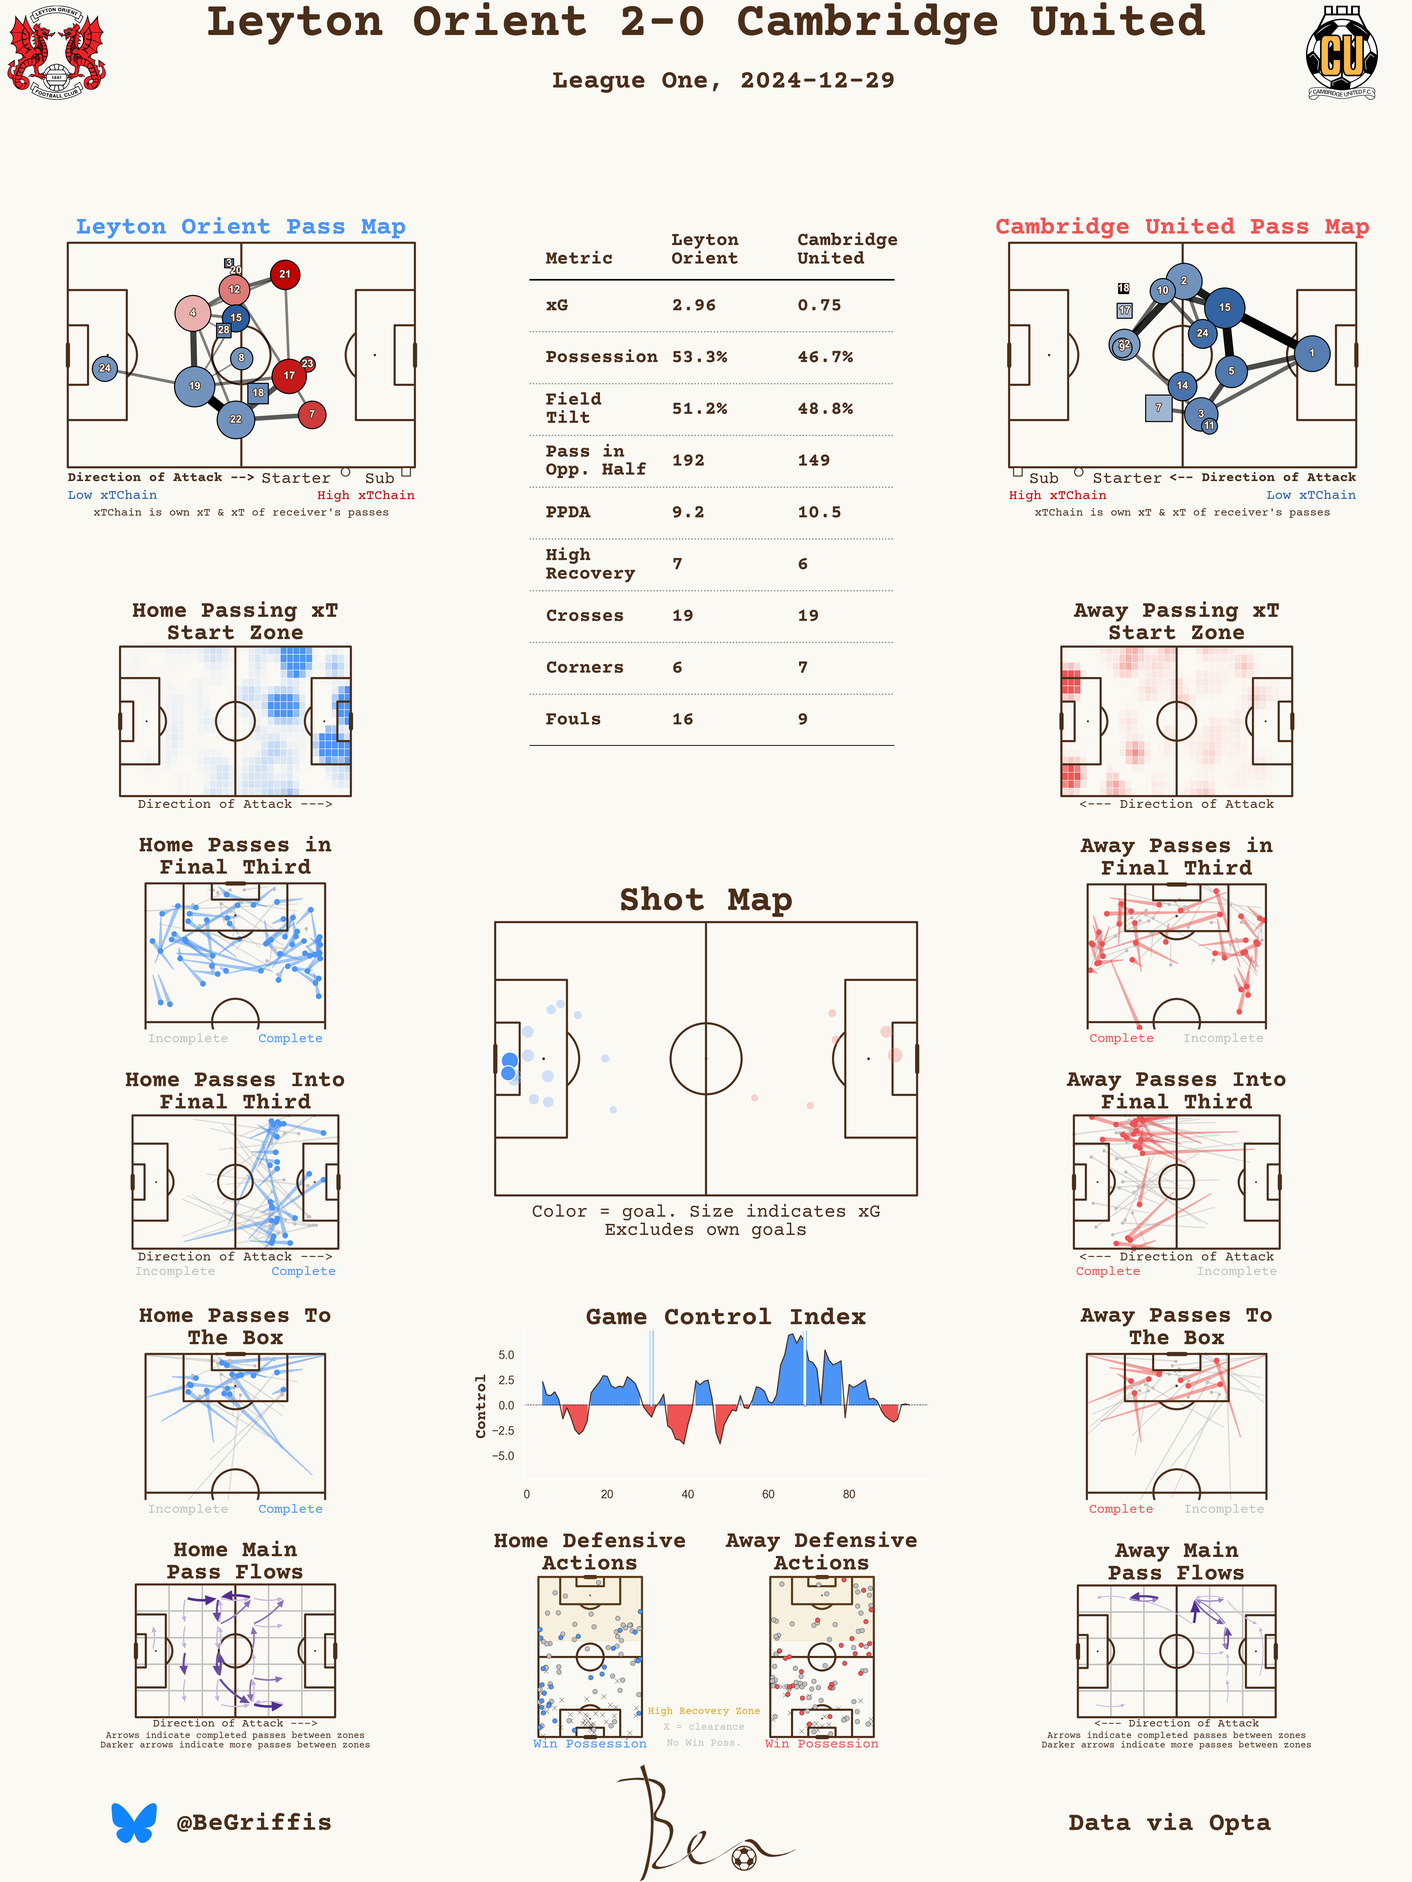 Leyton Orient 2-0 Cambridge United
League One, 2024-12-29
LEYTON ORIENT
1881
FOOTBALL CLUB
CU
CAMBRIDGE UNITED F.C.
Leyton Orient Pass Map
3
20
21
12
4
15
28
8
23
24
17
19
18
22
7
Direction of Attack --> Starter Sub
Low xTChain High xTChain
xTChain is own xT & xT of receiver's passes
Metric Leyton Orient Cambridge United
xG 2.96 0.75
Possession 53.3% 46.7%
Field Tilt 51.2% 48.8%
Pass in Opp. Half 192 149
PPDA 9.2 10.5
High Recovery 7 6
Crosses 19 19
Corners 6 7
Fouls 16 9
Cambridge United Pass Map
2
18
10
17
15
24
9
1
5
14
7
3
11
Sub Starter <-- Direction of Attack
High xTChain Low xTChain
xTChain is own xT & xT of receiver's passes
Home Passing xT
Start Zone
Direction of Attack --->
Away Passing xT
Start Zone
<--- Direction of Attack
Home Passes in
Final Third
Incomplete Complete
Away Passes in
Final Third
Complete Incomplete
Shot Map
Color = goal. Size indicates xG
Excludes own goals
Home Passes Into
Final Third
Direction of Attack --->
Incomplete Complete
Away Passes Into
Final Third
<--- Direction of Attack
Complete Incomplete
Home Passes To
The Box
Incomplete Complete
Game Control Index
Control
5.0
2.5
0.0
−2.5
−5.0
0 20 40 60 80
Away Passes To
The Box
Complete Incomplete
Home Main
Pass Flows
Direction of Attack --->
Arrows indicate completed passes between zones
Darker arrows indicate more passes between zones
Home Defensive
Actions
Win Possession
Away Defensive
Actions
Win Possession
High Recovery Zone
X = clearance
No Win Poss.
Away Main
Pass Flows
<--- Direction of Attack
Arrows indicate completed passes between zones
Darker arrows indicate more passes between zones
@BeGriffis
Ben
Data via Opta